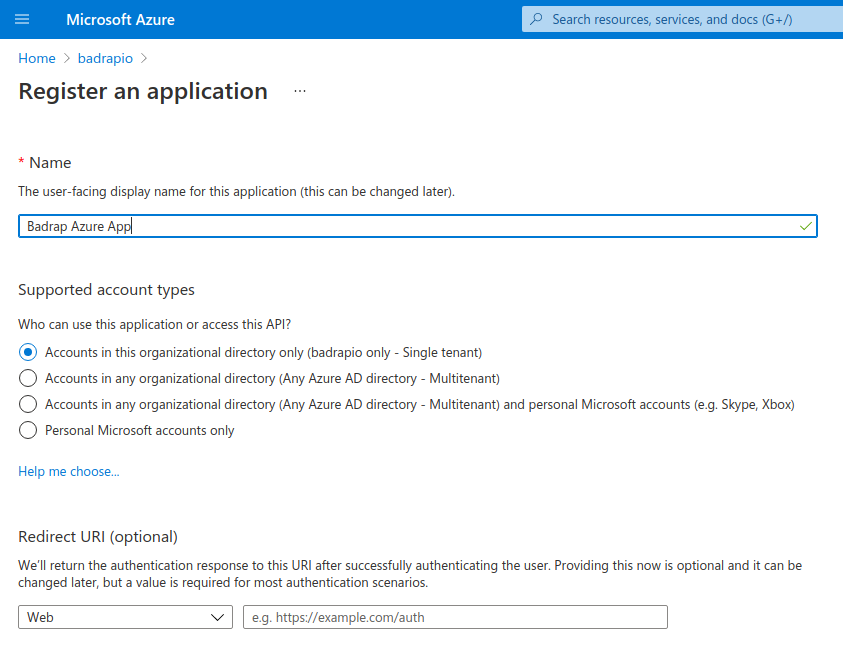 Microsoft Azure
Search resources, services, and docs (G+/)
Home > badrapio >
Register an application ...
* Name
The user-facing display name for this application (this can be changed later).
Badrap Azure App
Supported account types
Who can use this application or access this API?
Accounts in this organizational directory only (badrapio only - Single tenant)
Accounts in any organizational directory (Any Azure AD directory - Multitenant)
Accounts in any organizational directory (Any Azure AD directory - Multitenant) and personal Microsoft accounts (e.g. Skype, Xbox)
Personal Microsoft accounts only
Help me choose...
Redirect URI (optional)
We'll return the authentication response to this URI after successfully authenticating the user. Providing this now is optional and it can be
changed later, but a value is required for most authentication scenarios.
Web
e.g. https://example.com/auth